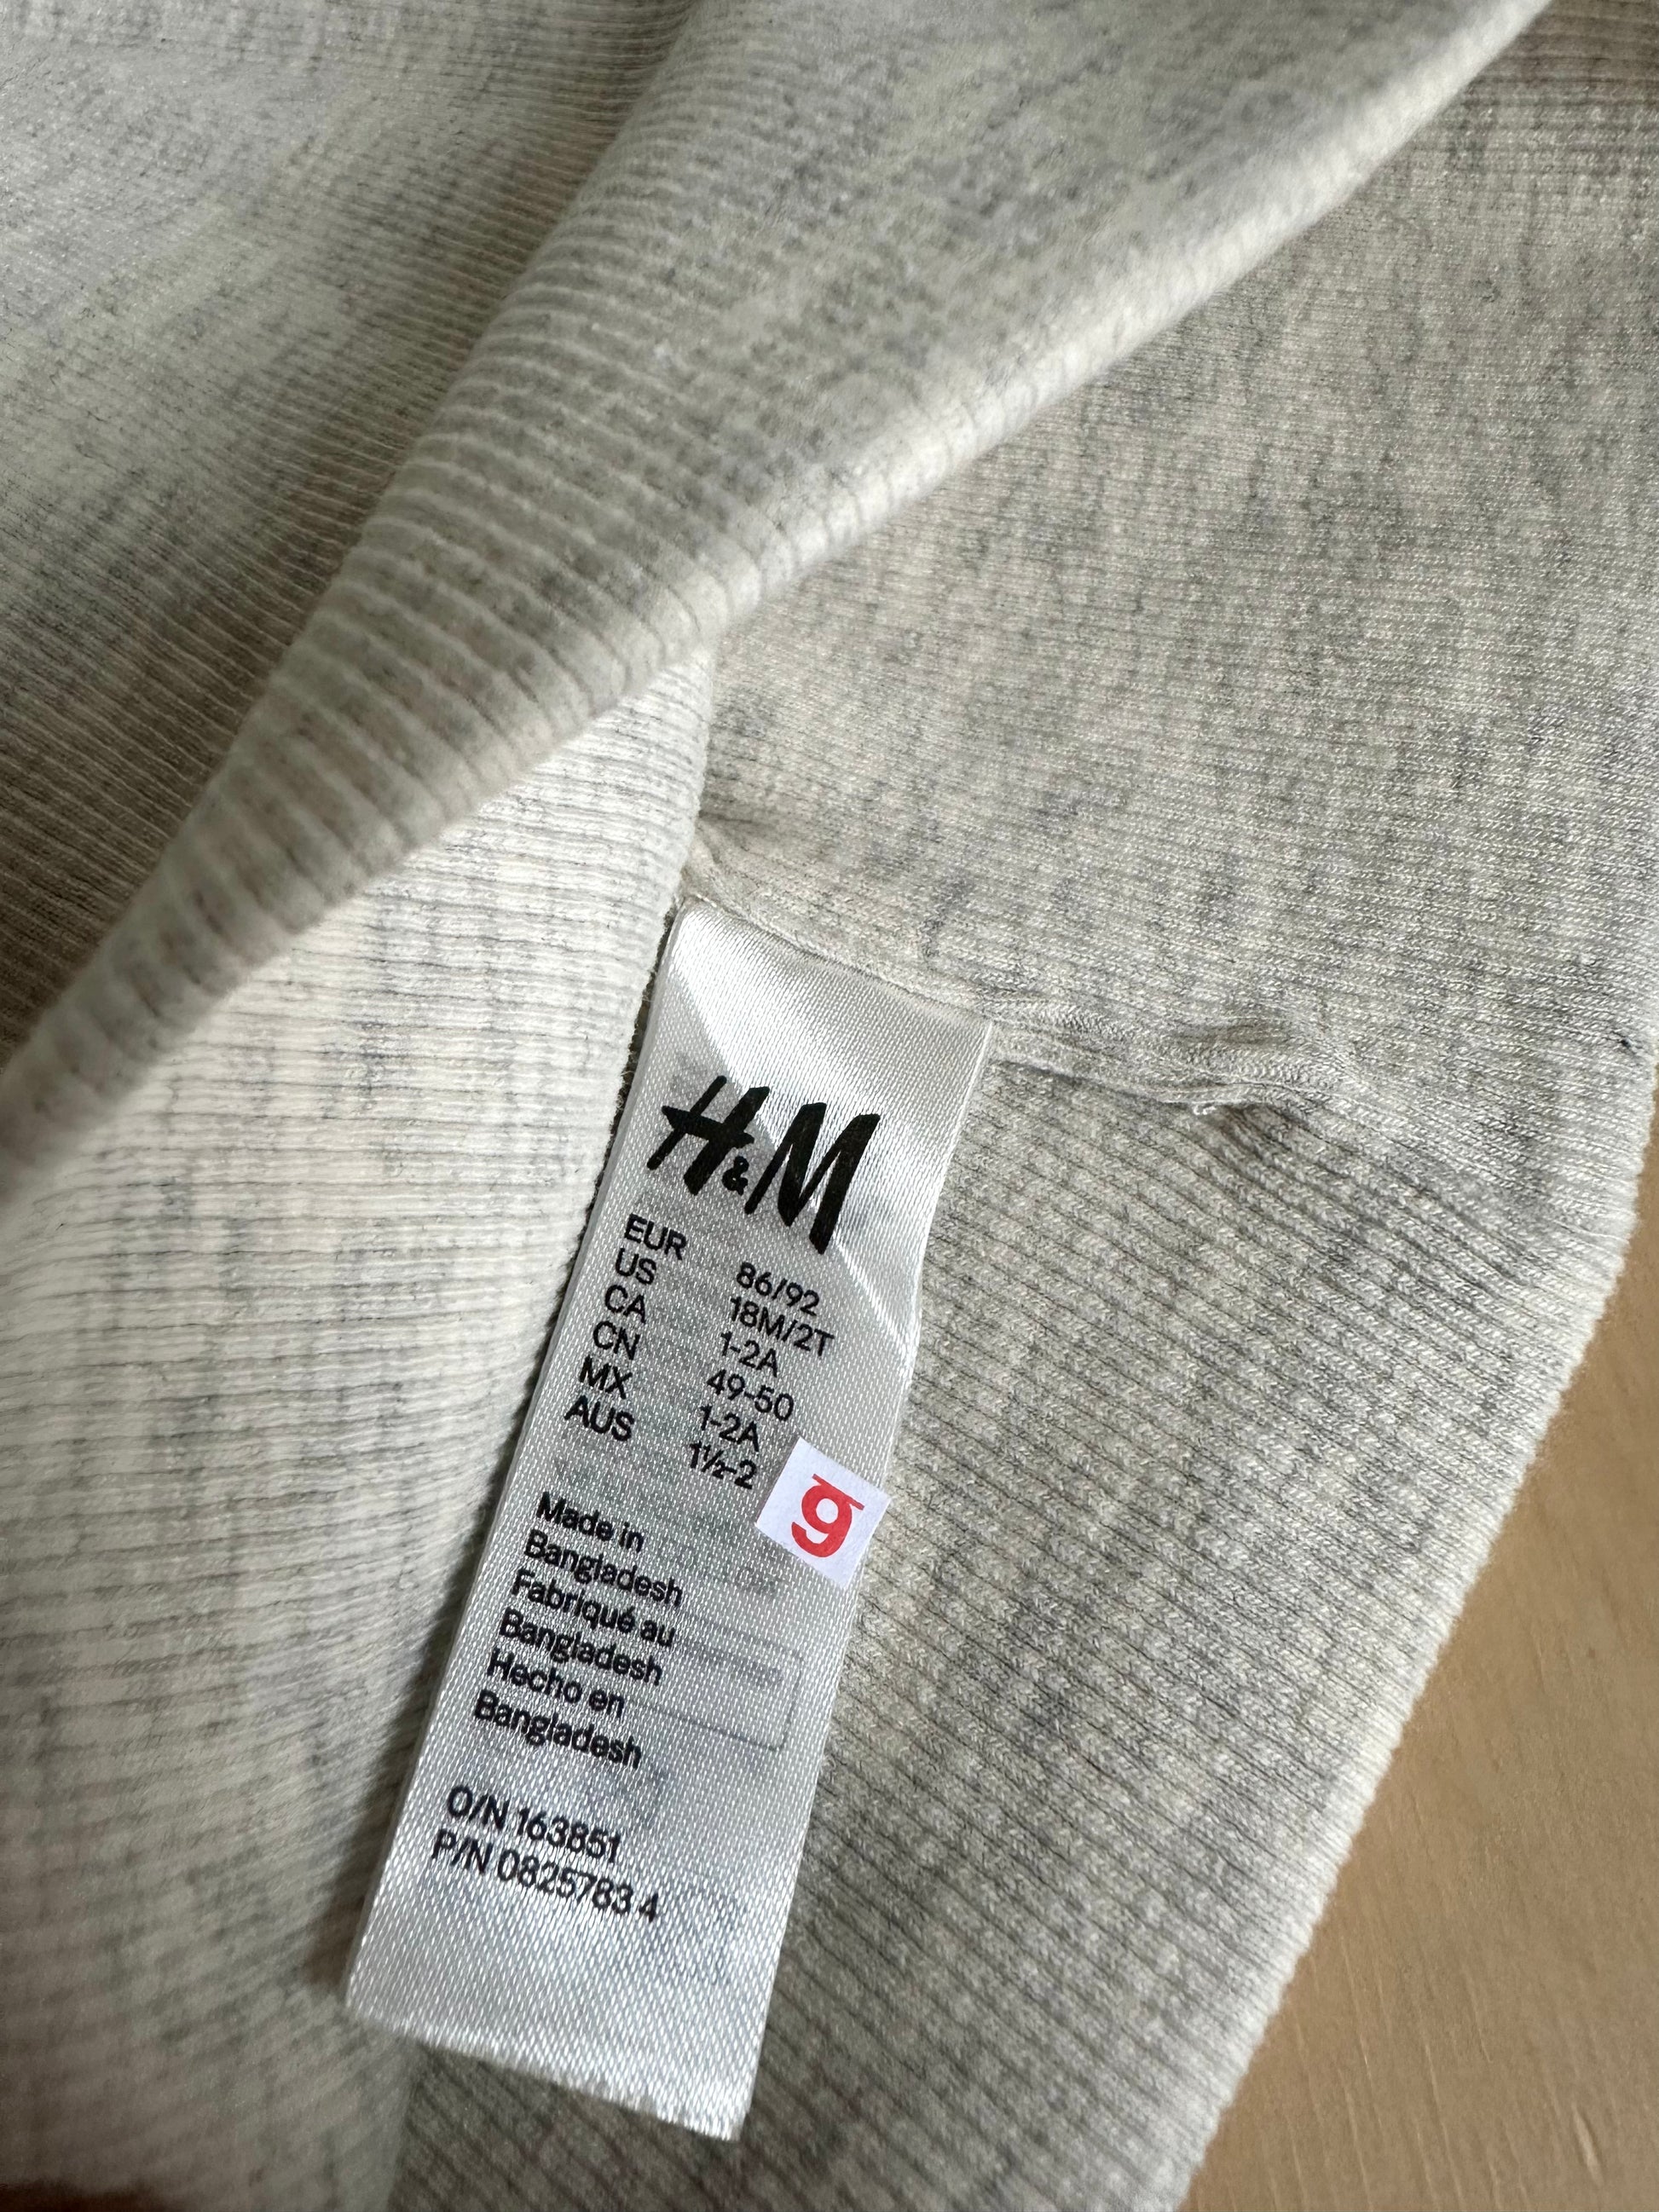 H&M
EUR 86/92
US 18M/2T
CA 1-2A
CN 49-50
MX 1-2A
AUS 1½-2
g
Made in
Bangladesh
Fabriqué au
Bangladesh
Hecho en
Bangladesh
O/N 163851
P/N 0825783 4